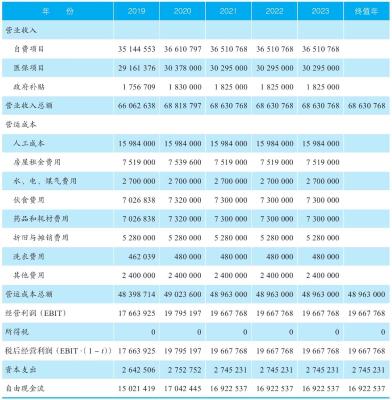 年 份 2019 2020 2021 2022 2023 终值年
营业收入
自费项目 35 144 553 36 610 797 36 510 768 36 510 768 36 510 768
医保项目 29 161 376 30 378 000 30 295 000 30 295 000 30 295 000
政府补贴 1 756 709 1 830 000 1 825 000 1 825 000 1 825 000
营业收入总额 66 062 638 68 818 797 68 630 768 68 630 768 68 630 768 68 630 768
营运成本
人工成本 15 984 000 15 984 000 15 984 000 15 984 000 15 984 000
房屋租金费用 7 519 000 7 539 600 7 519 000 7 519 000 7 519 000
水、电、煤气费用 2 700 000 2 700 000 2 700 000 2 700 000 2 700 000
伙食费用 7 026 838 7 320 000 7 300 000 7 300 000 7 300 000
药品和耗材费用 7 026 838 7 320 000 7 300 000 7 300 000 7 300 000
折旧与摊销费用 5 280 000 5 280 000 5 280 000 5 280 000 5 280 000
洗衣费用 462 039 480 000 480 000 480 000 480 000
其他费用 2 400 000 2 400 000 2 400 000 2 400 000 2 400 000
营运成本总额 48 398 714 49 023 600 48 963 000 48 963 000 48 963 000 48 963 000
经营利润（EBIT） 17 663 925 19 795 197 19 667 768 19 667 768 19 667 768 19 667 768
所得税 0 0 0 0 0 0
税后经营利润（EBIT·（1－t）） 17 663 925 19 795 197 19 667 768 19 667 768 19 667 768 19 667 768
资本支出 2 642 506 2 752 752 2 745 231 2 745 231 2 745 231 2 745 231
自由现金流 15 021 419 17 042 445 16 922 537 16 922 537 16 922 537 16 922 537